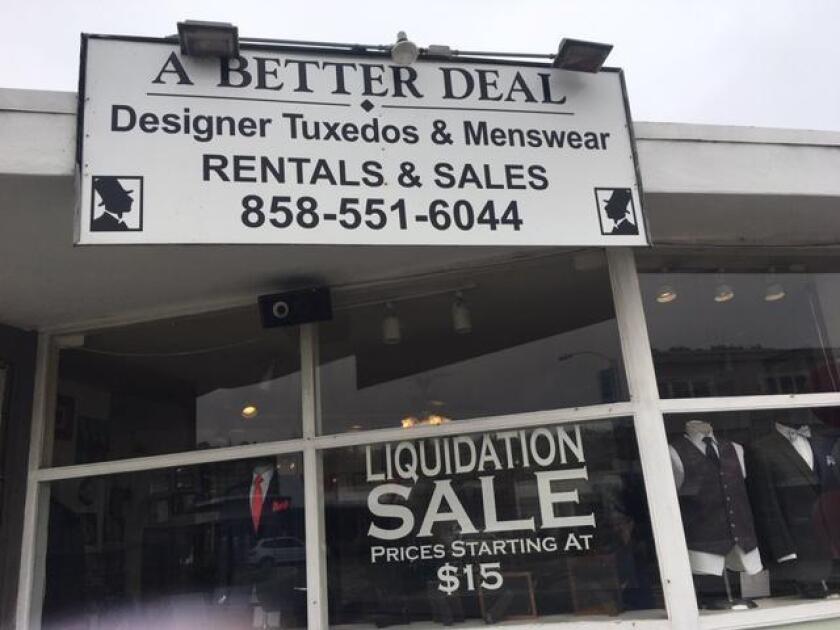 A BETTER DEAL
Designer Tuxedos & Menswear
RENTALS & SALES
858-551-6044
LIQUIDATION
SALE
PRICES STARTING AT
$15